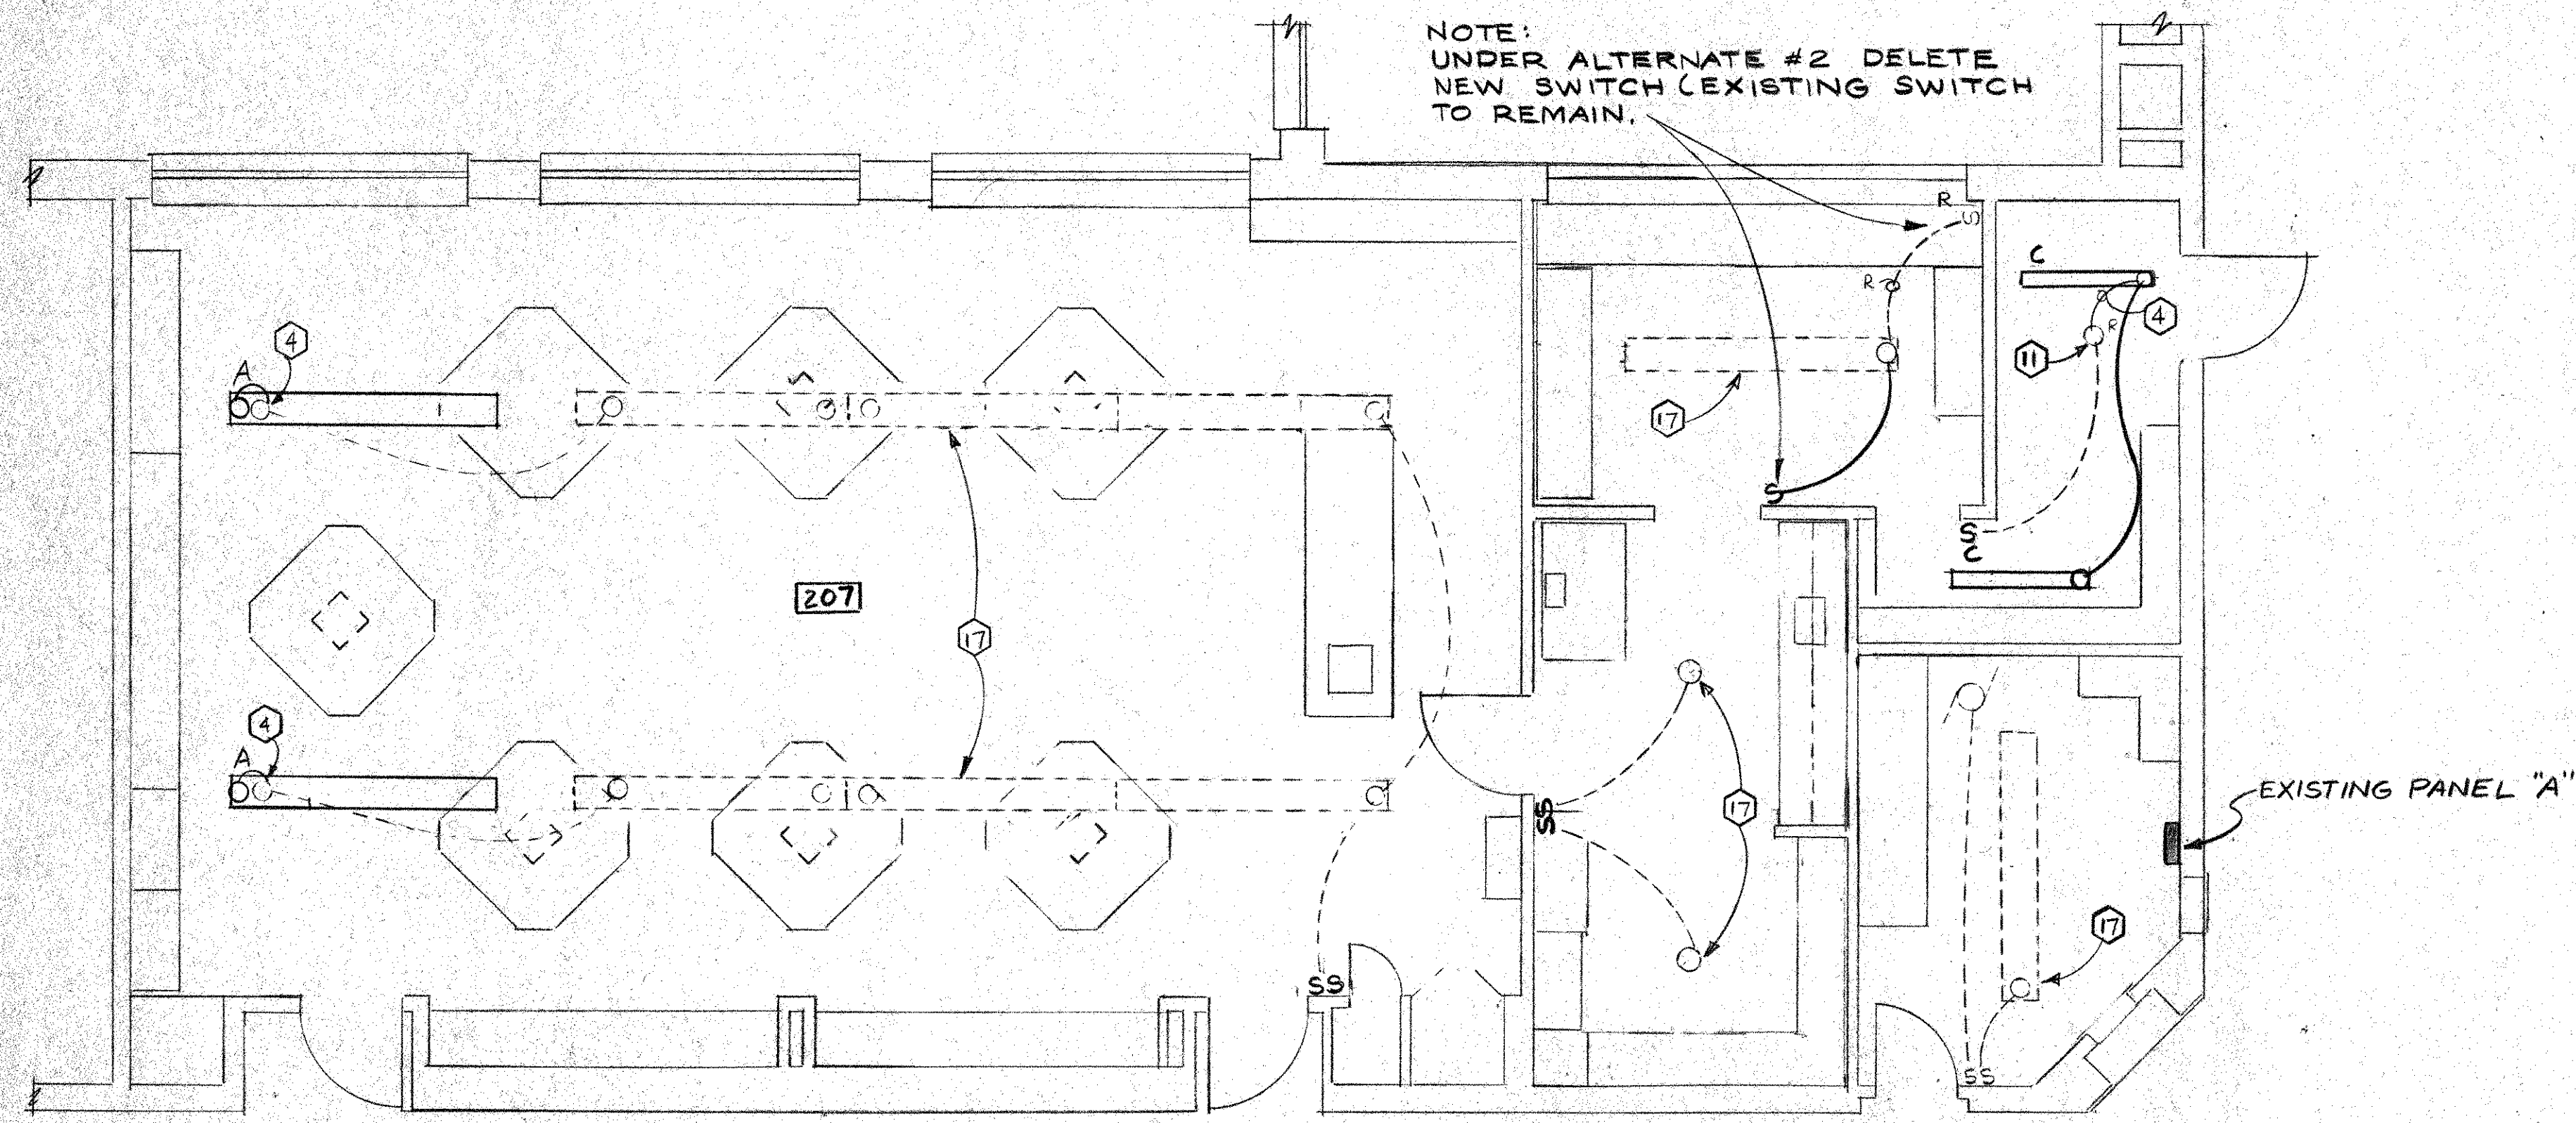 NOTE:
UNDER ALTERNATE #2 DELETE
NEW SWITCH (EXISTING SWITCH
TO REMAIN.
R
S
C
R
4
R
11
4
A
17
S
S
C
207
17
4
A
SS
17
EXISTING PANEL "A"
17
SS
SS